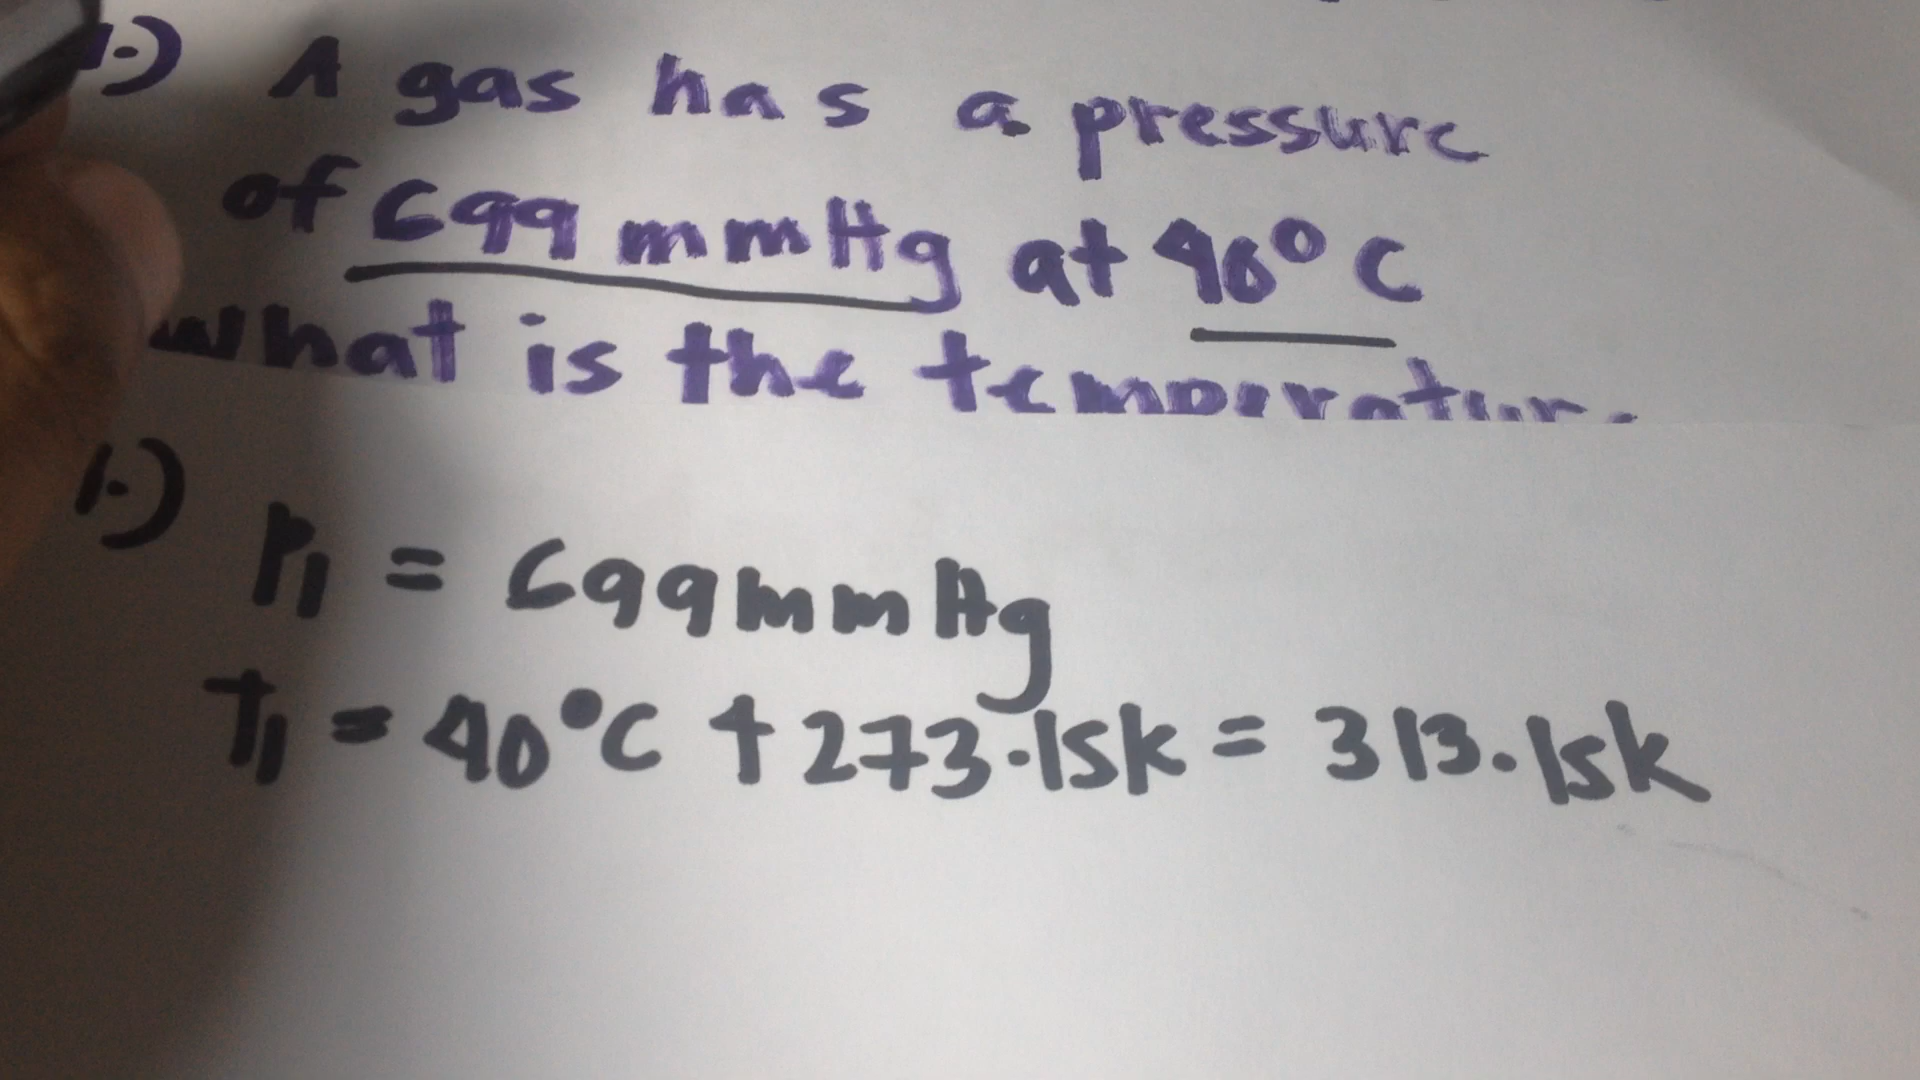 1.) A gas has a pressure
of 699 mmHg at 40°C
what is the temperature
1.) P1 = 699mmHg
T1 = 40°C + 273.15k = 313.15k